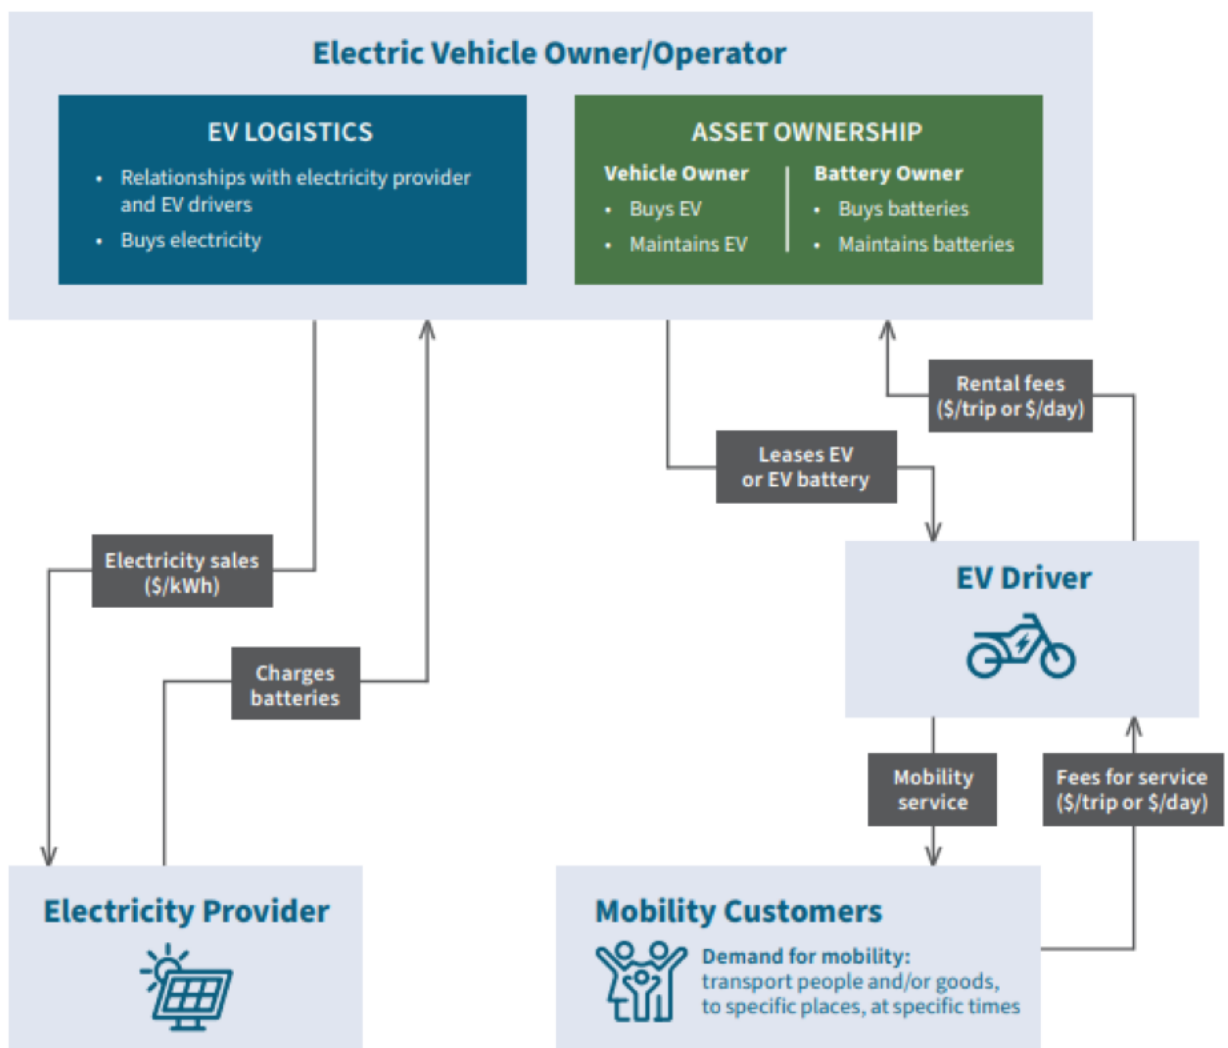 Electric Vehicle Owner/Operator
EV LOGISTICS
• Relationships with electricity provider
and EV drivers
• Buys electricity
ASSET OWNERSHIP
Vehicle Owner
• Buys EV
• Maintains EV
Battery Owner
• Buys batteries
• Maintains batteries
Rental fees
($/trip or $/day)
Leases EV
or EV battery
Electricity sales
($/kWh)
Charges
batteries
EV Driver
Mobility
service
Fees for service
($/trip or $/day)
Electricity Provider
Mobility Customers
Demand for mobility:
transport people and/or goods,
to specific places, at specific times